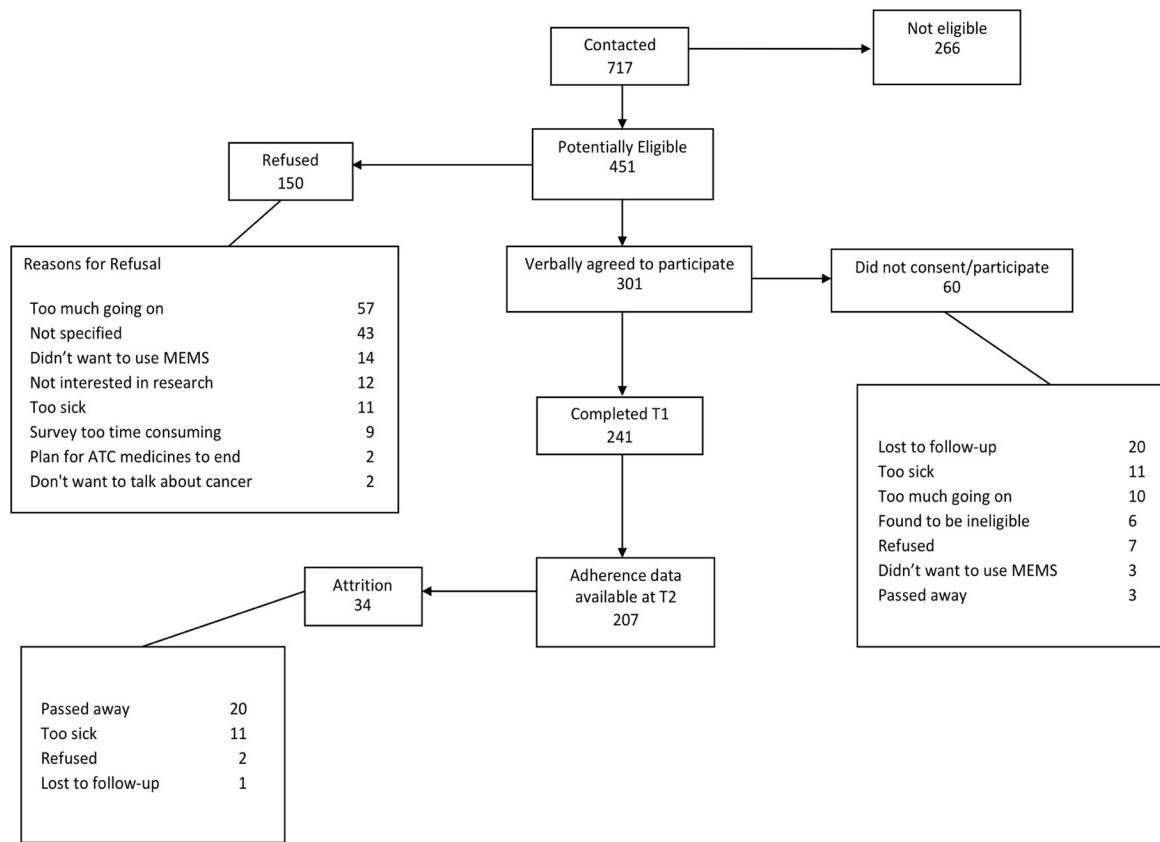 Contacted
717
Not eligible
266
Potentially Eligible
451
Refused
150
Reasons for Refusal
Too much going on 57
Not specified 43
Didn’t want to use MEMS 14
Not interested in research 12
Too sick 11
Survey too time consuming 9
Plan for ATC medicines to end 2
Don't want to talk about cancer 2
Verbally agreed to participate
301
Did not consent/participate
60
Lost to follow-up 20
Too sick 11
Too much going on 10
Found to be ineligible 6
Refused 7
Didn’t want to use MEMS 3
Passed away 3
Completed T1
241
Adherence data
available at T2
207
Attrition
34
Passed away 20
Too sick 11
Refused 2
Lost to follow-up 1